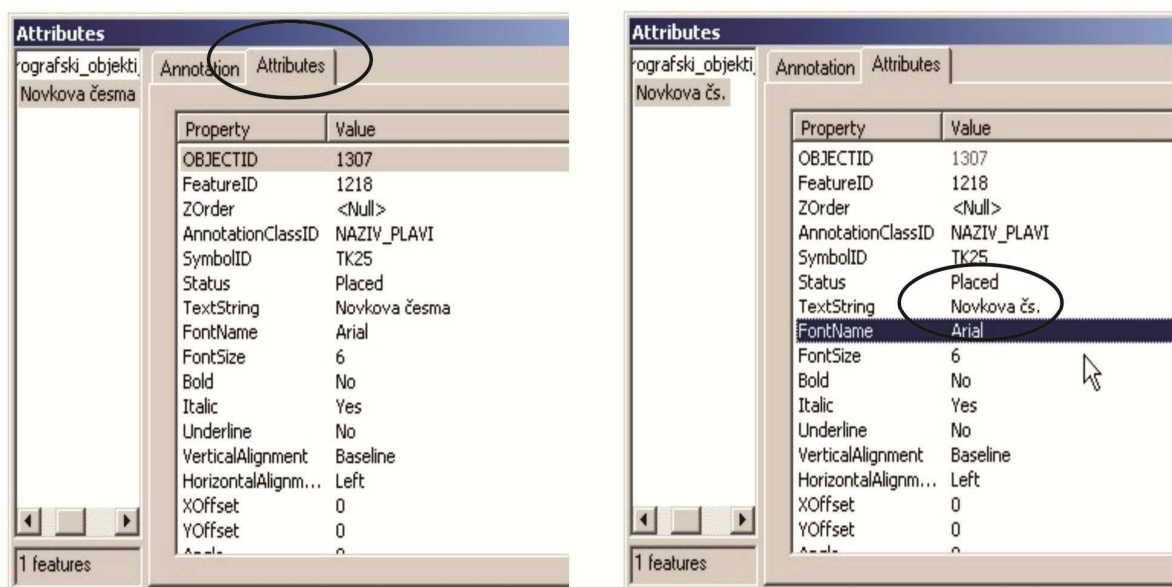 Attributes
rografski_objekti_
Novkova česma
Annotation Attributes
Property Value
OBJECTID 1307
FeatureID 1218
ZOrder <Null>
AnnotationClassID NAZIV_PLAVI
SymbolID TK25
Status Placed
TextString Novkova česma
FontName Arial
FontSize 6
Bold No
Italic Yes
Underline No
VerticalAlignment Baseline
HorizontalAlignm... Left
XOffset 0
YOffset 0
1 features
Attributes
rografski_objekti_
Novkova čs.
Annotation Attributes
Property Value
OBJECTID 1307
FeatureID 1218
ZOrder <Null>
AnnotationClassID NAZIV_PLAVI
SymbolID TK25
Status Placed
TextString Novkova čs.
FontName Arial
FontSize 6
Bold No
Italic Yes
Underline No
VerticalAlignment Baseline
HorizontalAlignm... Left
XOffset 0
YOffset 0
1 features